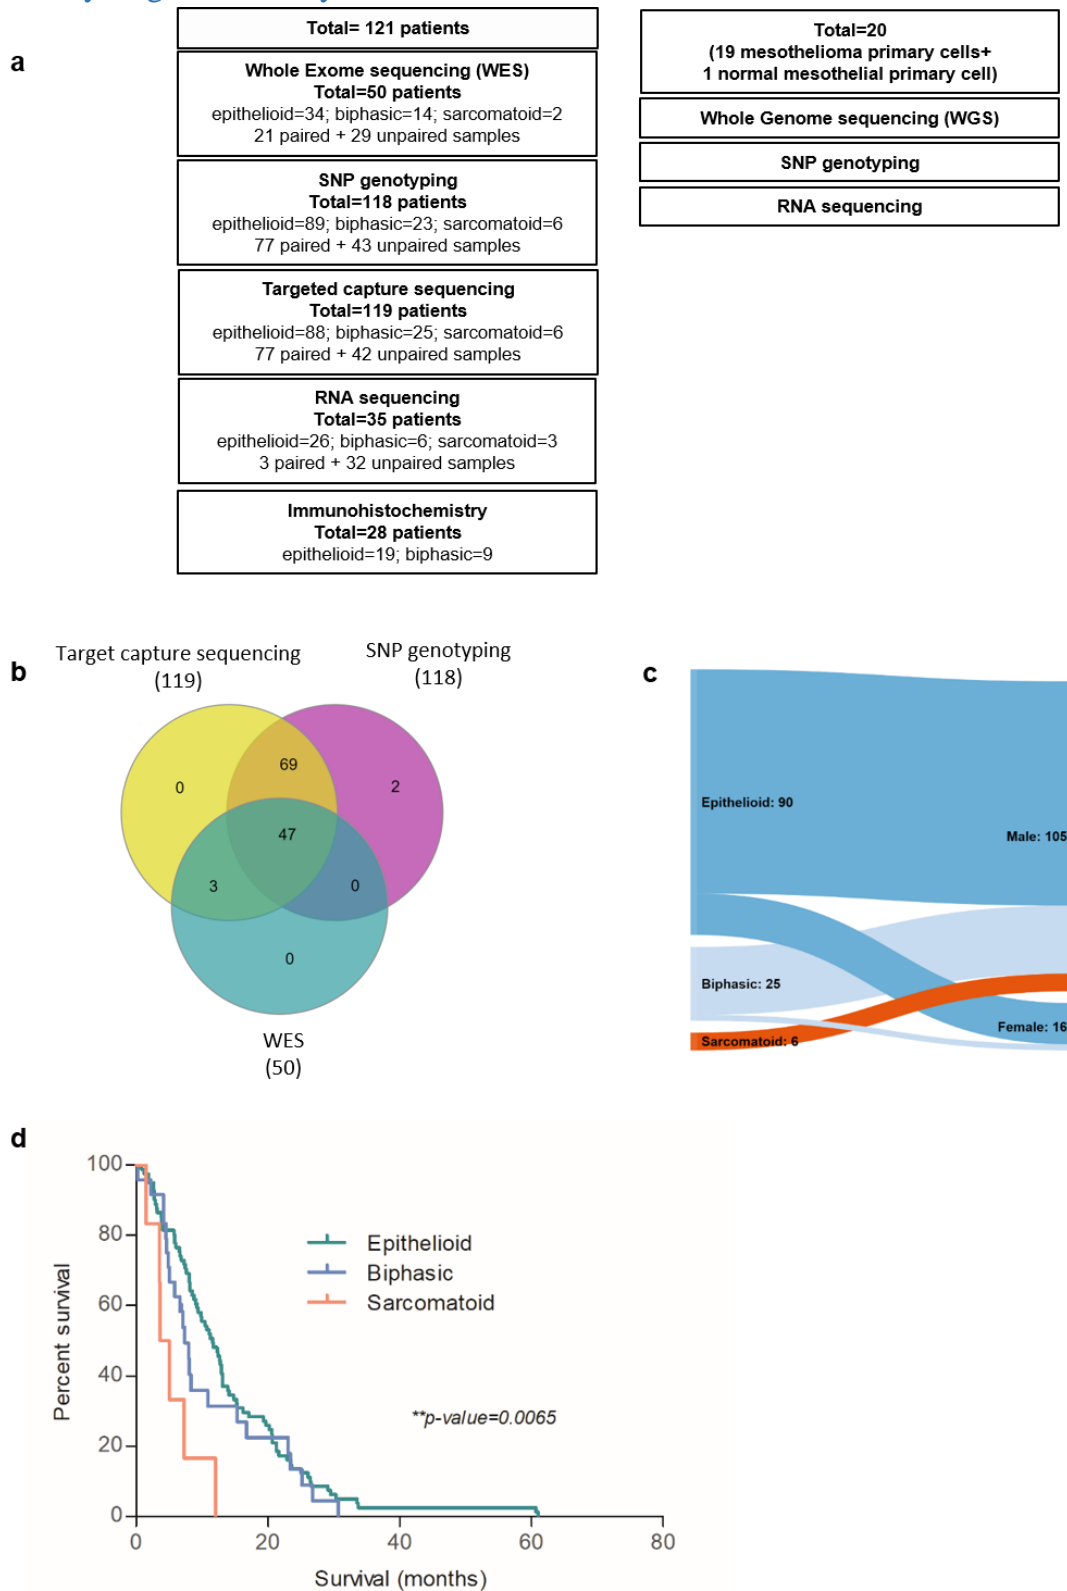 a
Total= 121 patients
Whole Exome sequencing (WES)
Total=50 patients
epithelioid=34; biphasic=14; sarcomatoid=2
21 paired + 29 unpaired samples
SNP genotyping
Total=118 patients
epithelioid=89; biphasic=23; sarcomatoid=6
77 paired + 43 unpaired samples
Targeted capture sequencing
Total=119 patients
epithelioid=88; biphasic=25; sarcomatoid=6
77 paired + 42 unpaired samples
RNA sequencing
Total=35 patients
epithelioid=26; biphasic=6; sarcomatoid=3
3 paired + 32 unpaired samples
Immunohistochemistry
Total=28 patients
epithelioid=19; biphasic=9
Total=20
(19 mesothelioma primary cells+
1 normal mesothelial primary cell)
Whole Genome sequencing (WGS)
SNP genotyping
RNA sequencing
b
Target capture sequencing
(119)
SNP genotyping
(118)
69
0
2
47
3
0
0
WES
(50)
c
Epithelioid: 90
Male: 105
Biphasic: 25
Female: 16
Sarcomatoid: 6
d
100
80
60
40
20
0
Percent survival
Epithelioid
Biphasic
Sarcomatoid
**p-value=0.0065
0
20
40
60
80
Survival (months)